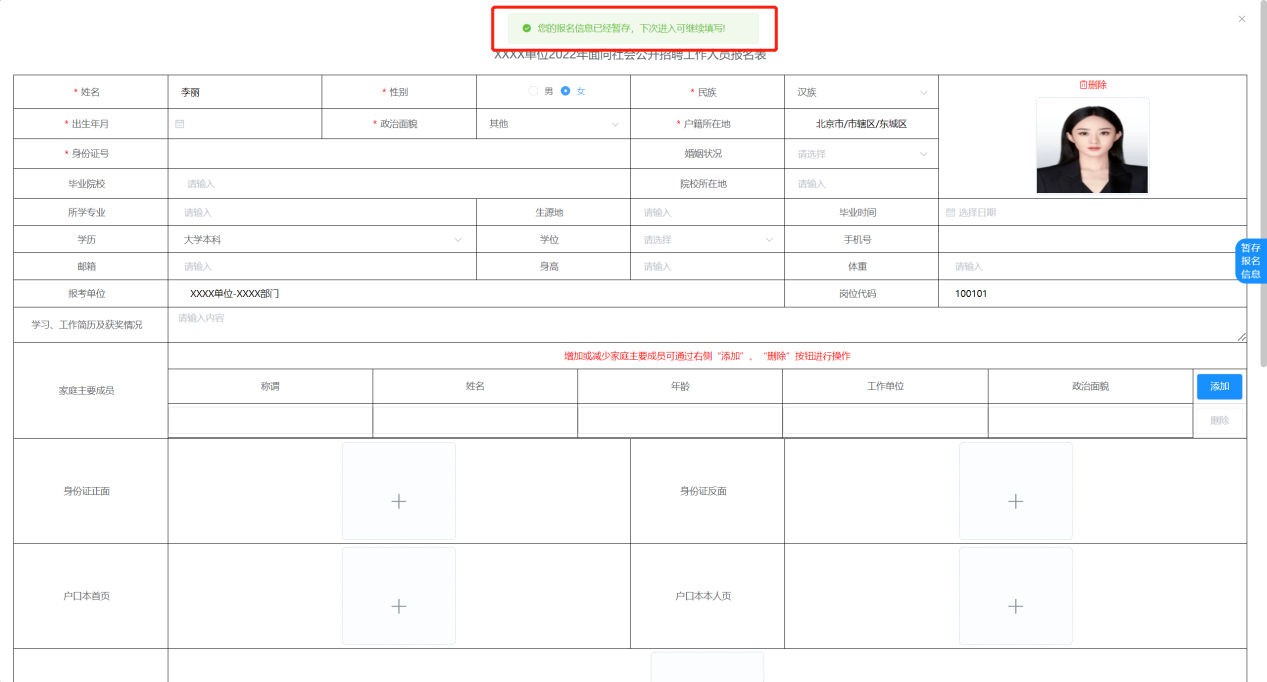 您的报名信息已经暂存，下次进入可继续填写!
XXXX单位2022年面向社会公开招聘工作人员报名表
* 姓名 李丽 * 性别 男 女 * 民族 汉族 删除
* 出生年月 * 政治面貌 其他 * 户籍所在地 北京市/市辖区/东城区
* 身份证号 婚姻状况 请选择
毕业院校 请输入 院校所在地 请输入
所学专业 请输入 生源地 请输入 毕业时间 选择日期
学历 大学本科 学位 请选择 手机号
暂存
报名
信息
邮箱 请输入 身高 请输入 体重 请输入
报考单位 XXXX单位-XXXX部门 岗位代码 100101
学习、工作简历及获奖情况 请输入内容
增加或减少家庭主要成员可通过右侧“添加”、“删除”按钮进行操作
家庭主要成员 称谓 姓名 年龄 工作单位 政治面貌 添加
删除
身份证正面 身份证反面
户口本首页 户口本本人页